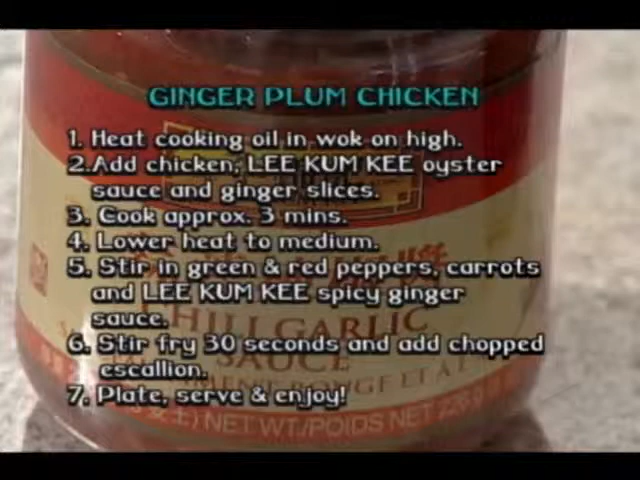 GINGER PLUM CHICKEN
1. Heat cooking oil in wok on high.
2. Add chicken, LEE KUM KEE oyster
sauce and ginger slices.
3. Cook approx. 3 mins.
4. Lower heat to medium.
5. Stir in green & red peppers, carrots
and LEE KUM KEE spicy ginger
sauce.
6. Stir fry 30 seconds and add chopped
escallion.
7. Plate, serve & enjoy!
CHILI GARLIC
SAUCE
NET WT./POIDS NET 226 g